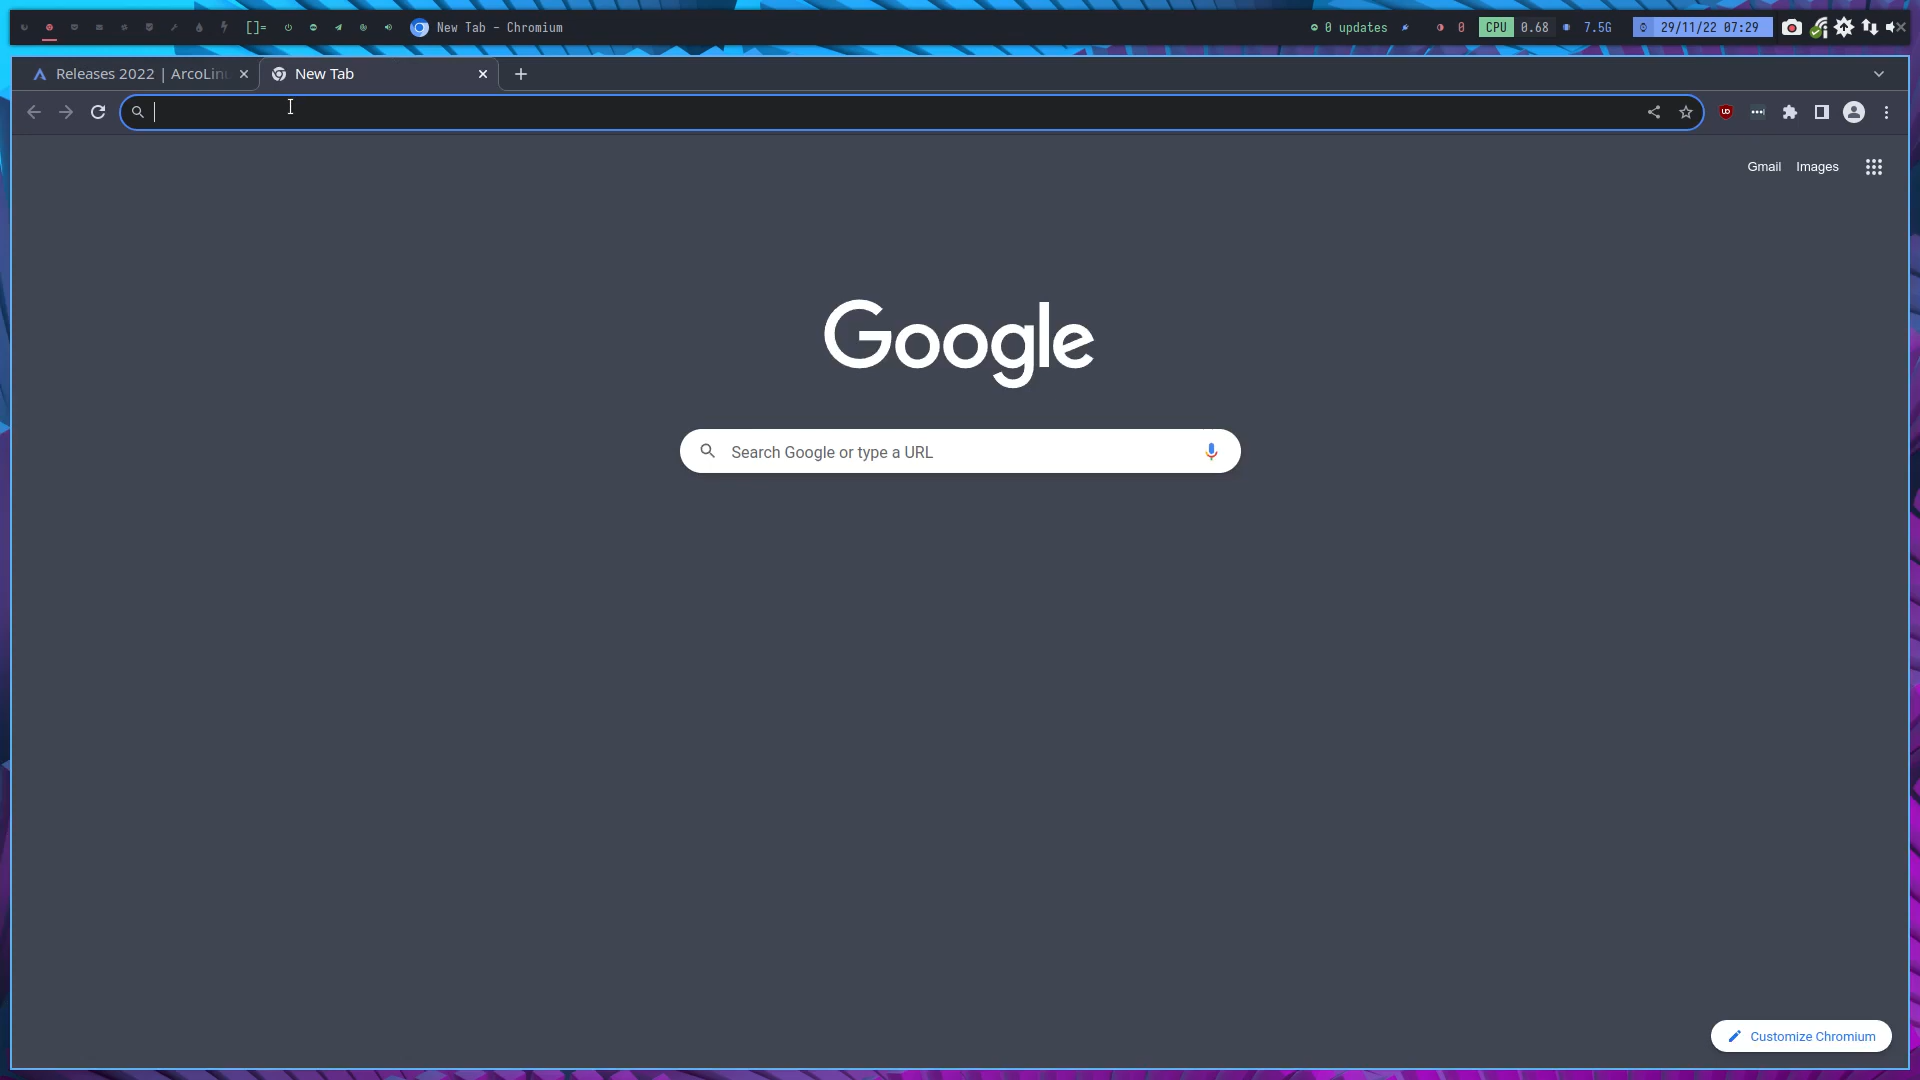 []= New Tab - Chromium 0 updates 0 CPU 0.68 7.5G 29/11/22 07:29
Releases 2022 | ArcoLin New Tab
Gmail Images
Google
Search Google or type a URL
Customize Chromium